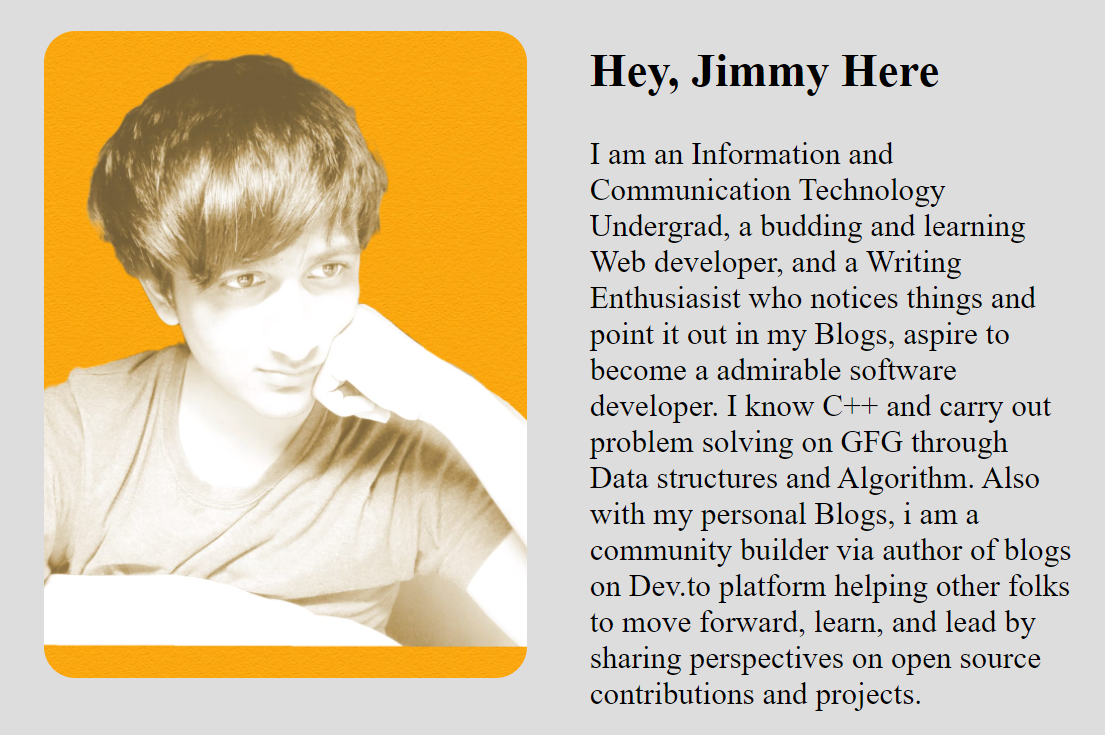 Hey, Jimmy Here
I am an Information and
Communication Technology
Undergrad, a budding and learning
Web developer, and a Writing
Enthusiasist who notices things and
point it out in my Blogs, aspire to
become a admirable software
developer. I know C++ and carry out
problem solving on GFG through
Data structures and Algorithm. Also
with my personal Blogs, i am a
community builder via author of blogs
on Dev.to platform helping other folks
to move forward, learn, and lead by
sharing perspectives on open source
contributions and projects.